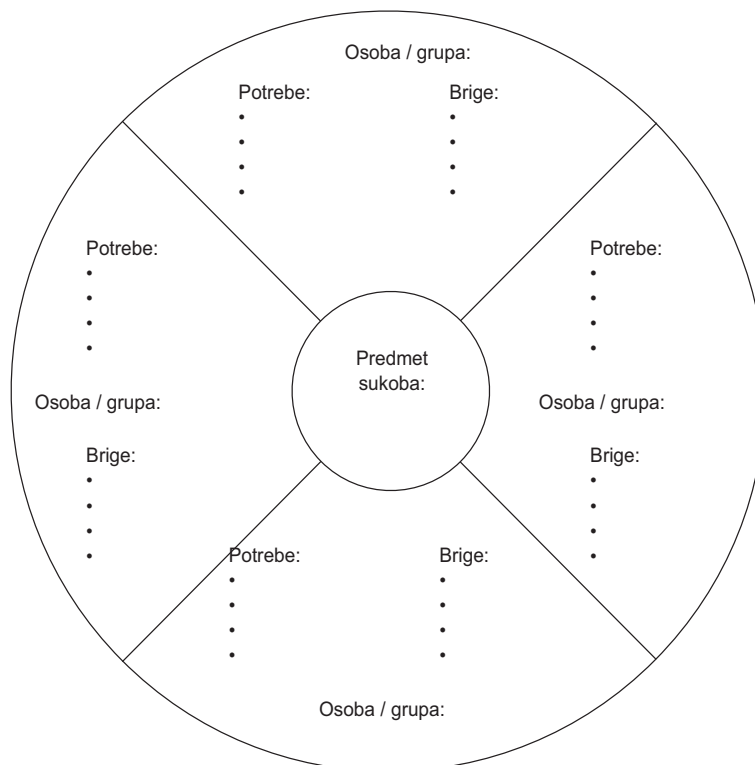 Osoba / grupa:
Potrebe:
Brige:
•
•
•
•
•
•
•
•
Potrebe:
•
•
•
•
Osoba / grupa:
Brige:
•
•
•
•
Predmet
sukoba:
Potrebe:
•
•
•
•
Osoba / grupa:
Brige:
•
•
•
•
Potrebe:
Brige:
•
•
•
•
•
•
•
•
Osoba / grupa: